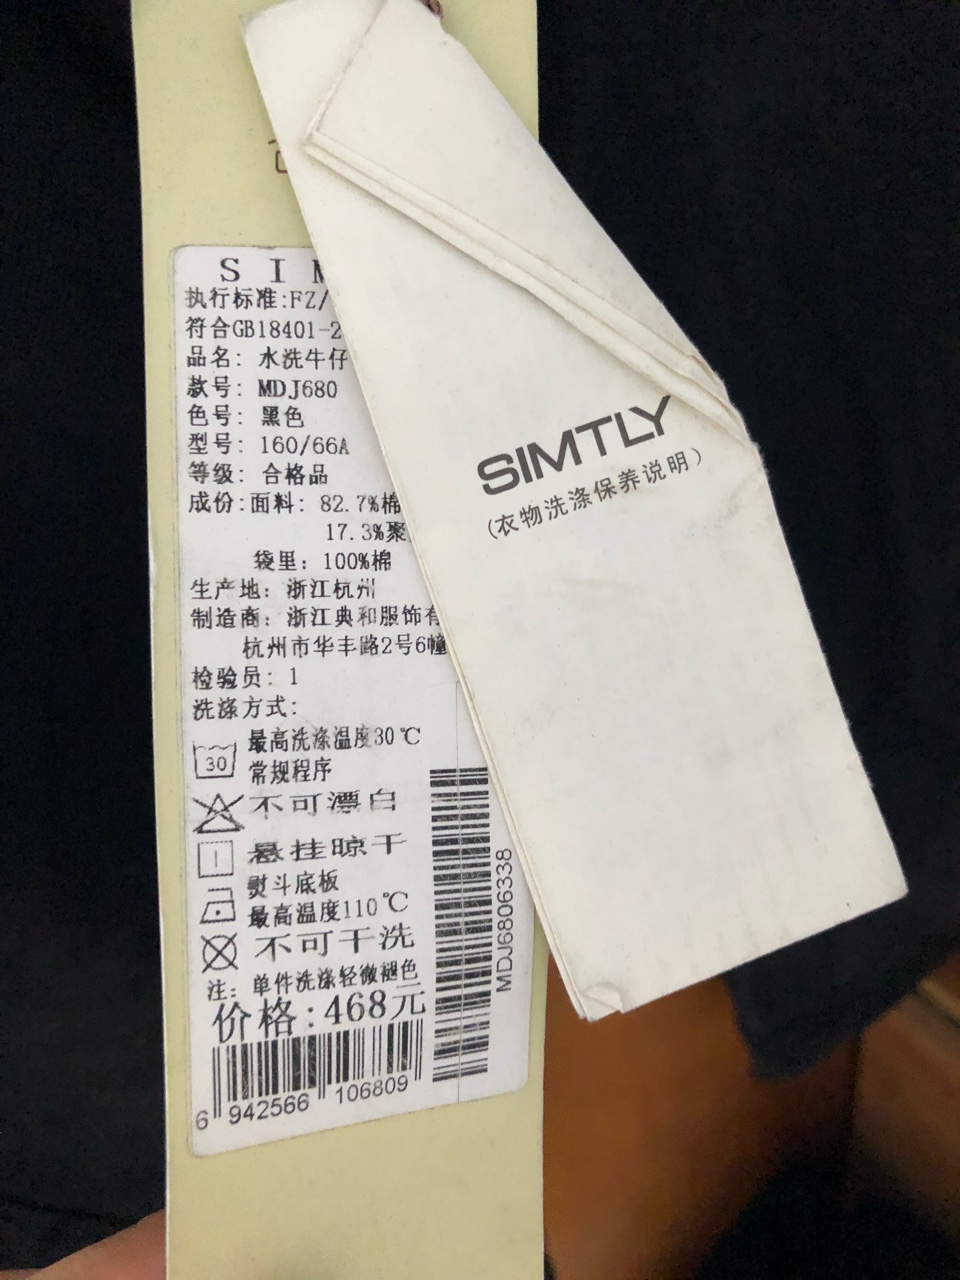 SIM
执行标准:FZ/
符合GB18401-2
品名: 水洗牛仔
款号: MDJ680
色号: 黑色
型号: 160/66A
等级: 合格品
成份:面料: 82.7%棉
17.3%聚
袋里: 100%棉
生产地: 浙江杭州
制造商: 浙江典和服饰有
杭州市华丰路2号6幢
检验员: 1
洗涤方式:
30
最高洗涤温度30℃
常规程序
不可漂白
悬挂晾干
熨斗底板
最高温度110℃
不可干洗
注: 单件洗涤轻微褪色
价格:468元
6 942566 106809
MDJ6806338
SIMTLY
(衣物洗涤保养说明)